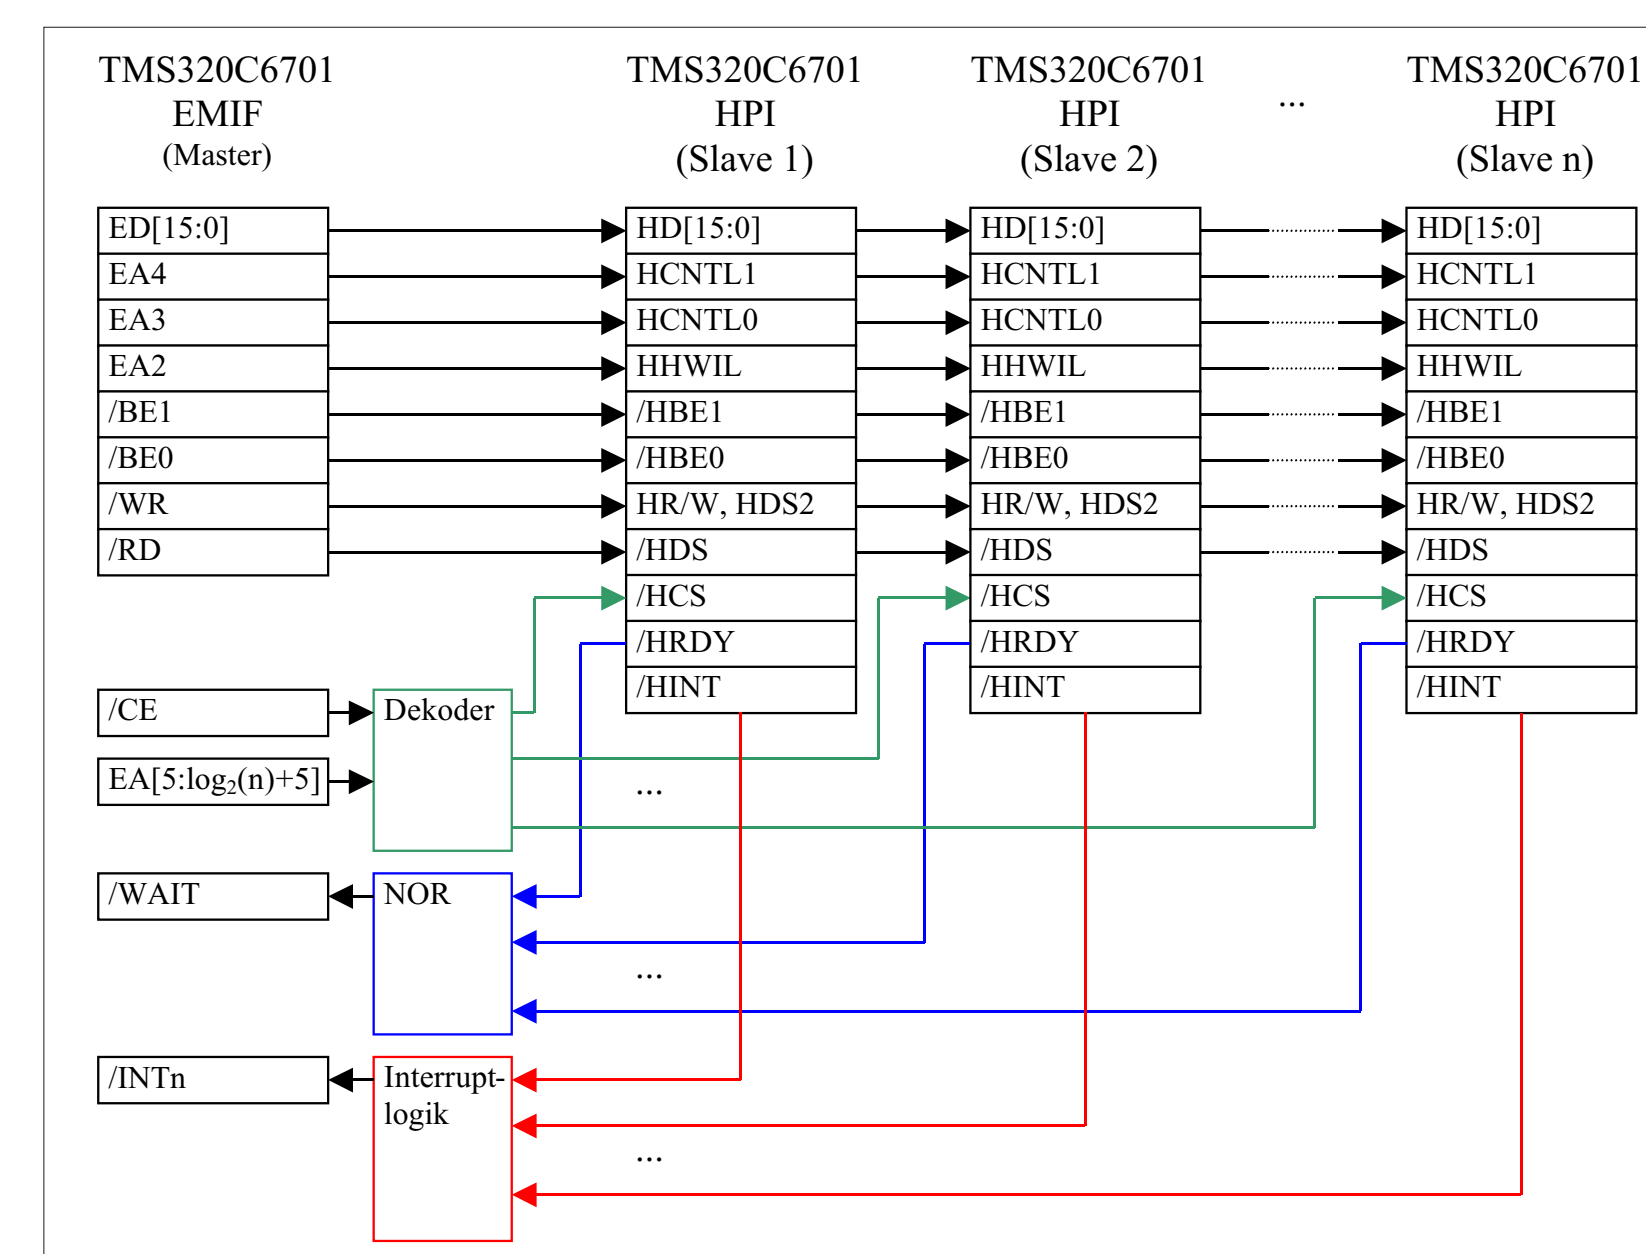 TMS320C6701
EMIF
(Master)
TMS320C6701
HPI
(Slave 1)
TMS320C6701
HPI
(Slave 2)
...
TMS320C6701
HPI
(Slave n)
ED[15:0]
EA4
EA3
EA2
/BE1
/BE0
/WR
/RD
HD[15:0]
HCNTL1
HCNTL0
HHWIL
/HBE1
/HBE0
HR/W, HDS2
/HDS
/HCS
/HRDY
/HINT
HD[15:0]
HCNTL1
HCNTL0
HHWIL
/HBE1
/HBE0
HR/W, HDS2
/HDS
/HCS
/HRDY
/HINT
HD[15:0]
HCNTL1
HCNTL0
HHWIL
/HBE1
/HBE0
HR/W, HDS2
/HDS
/HCS
/HRDY
/HINT
/CE
EA[5:log₂(n)+5]
Dekoder
...
/WAIT
NOR
...
/INTn
Interrupt-
logik
...